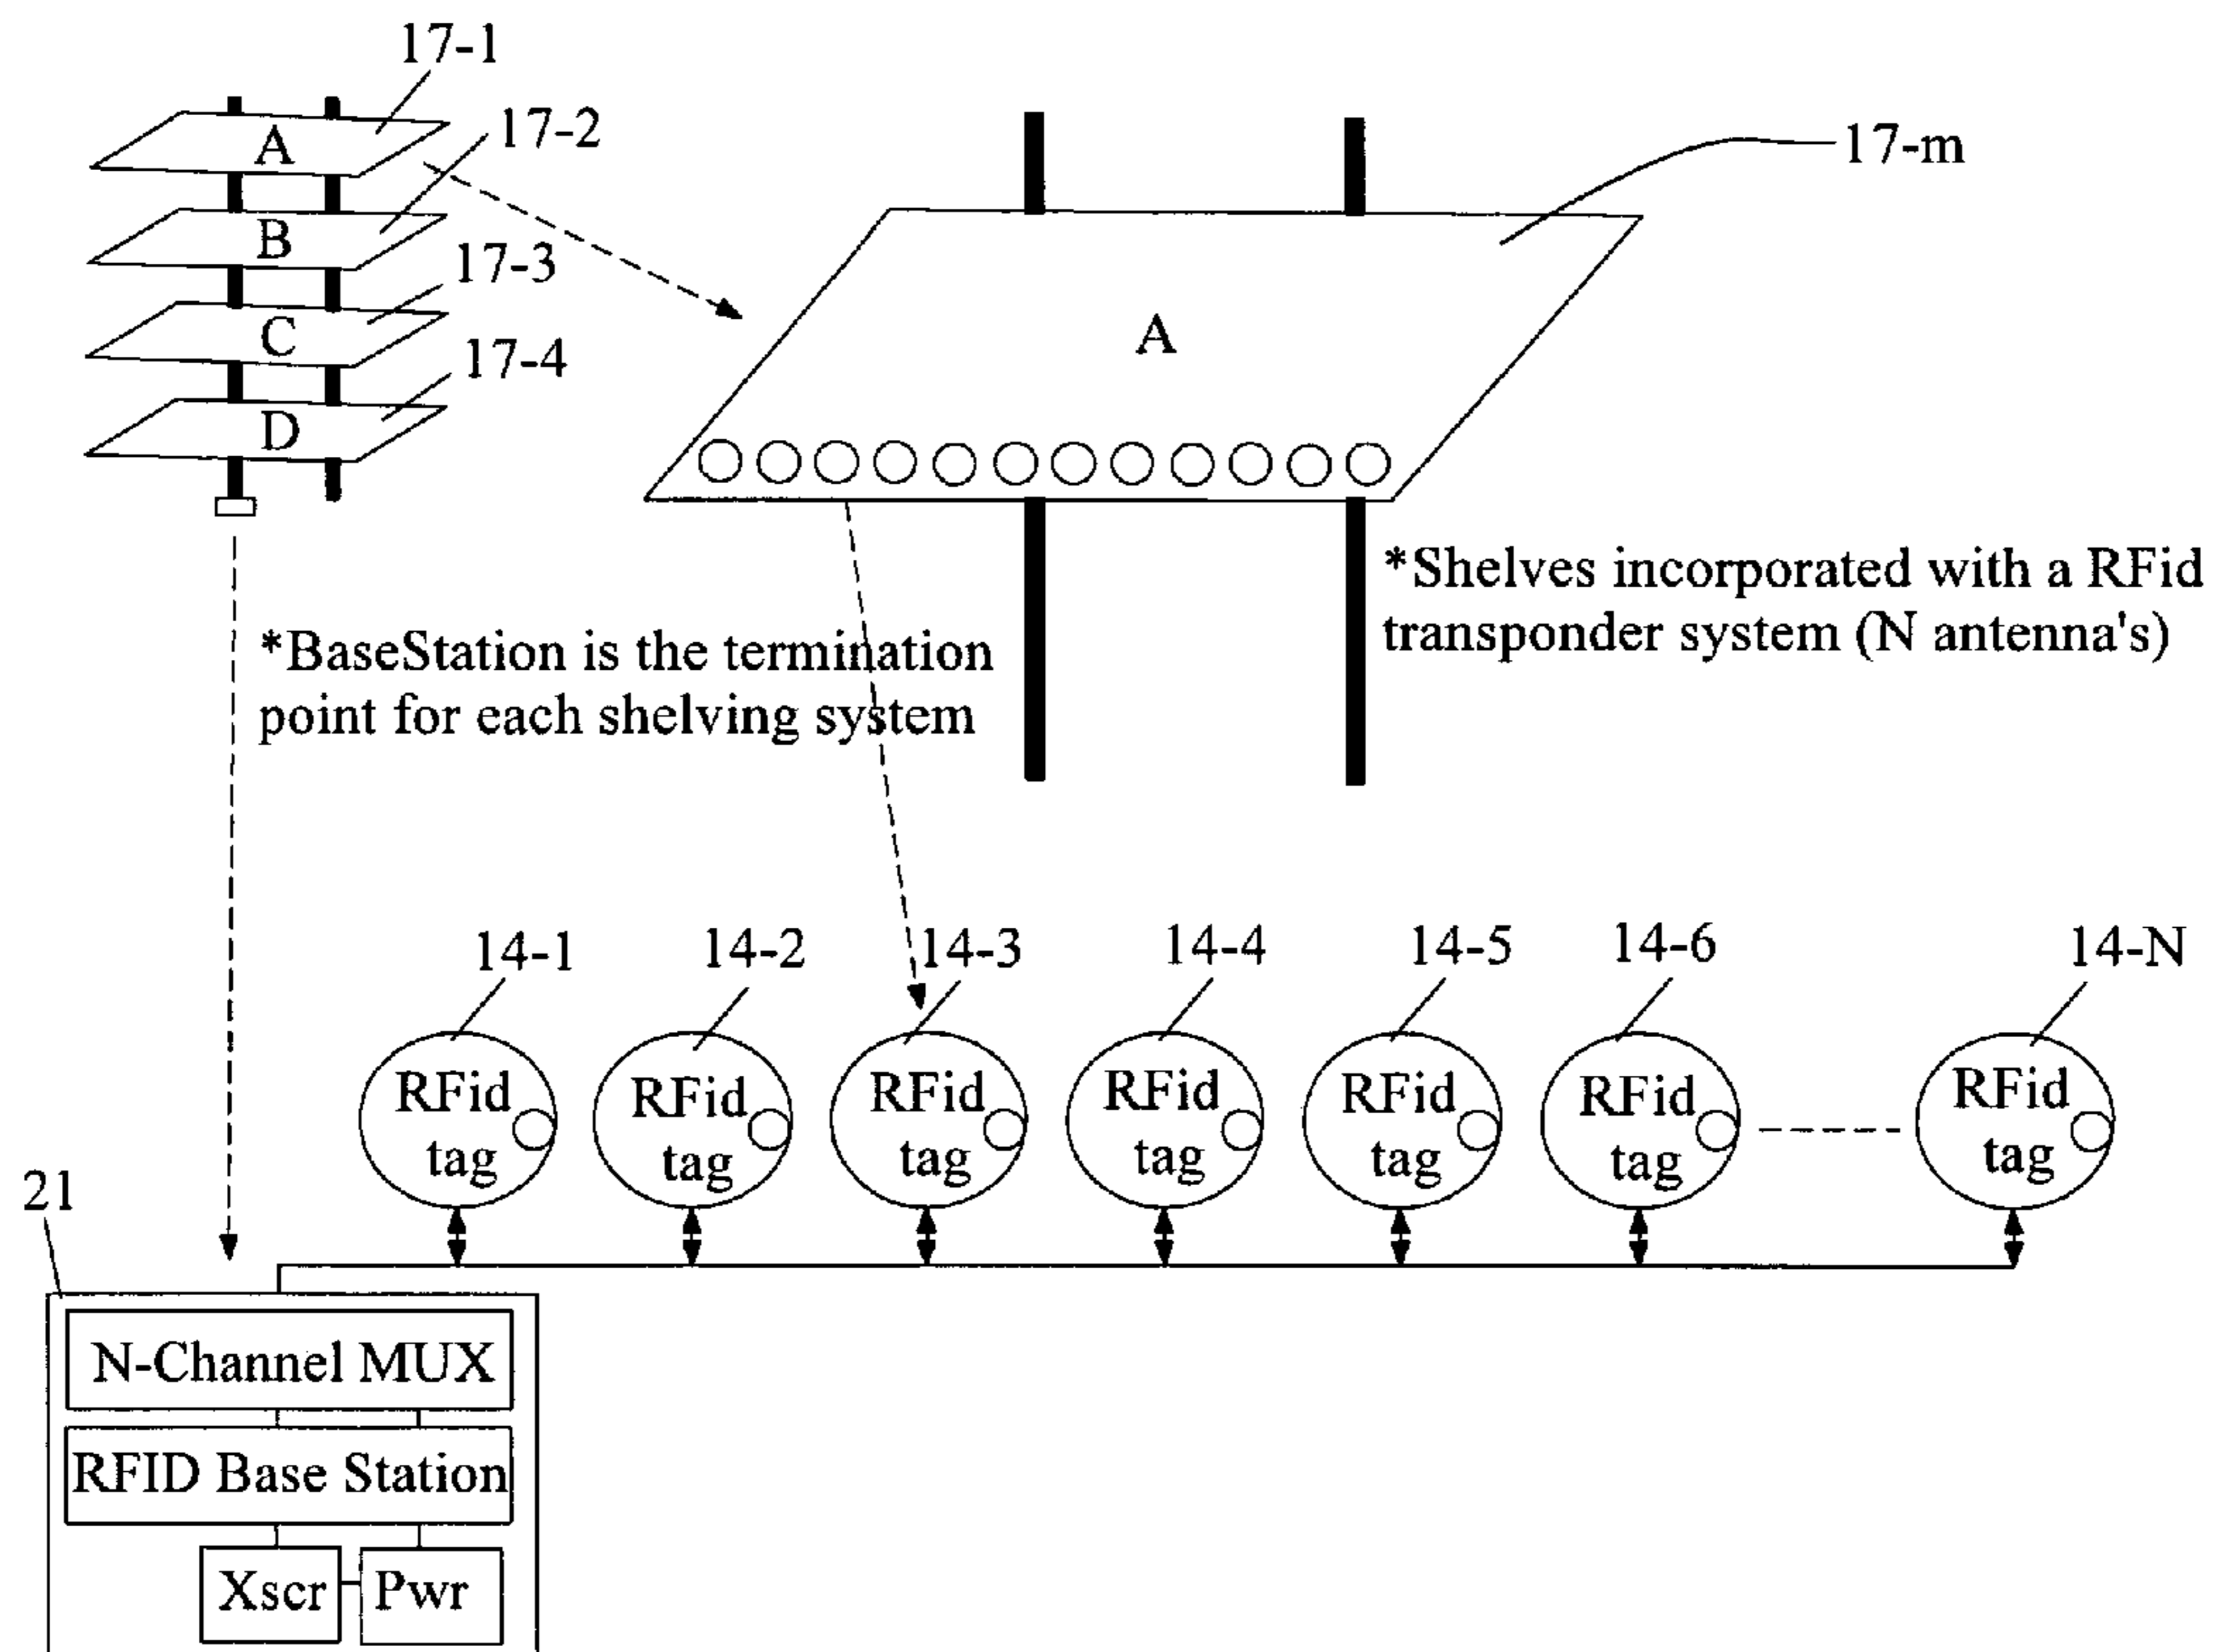 17-1
A
17-2
B
17-3
C
17-4
D
17-m
A
*Shelves incorporated with a RFid
transponder system (N antenna's)
*BaseStation is the termination
point for each shelving system
14-1
14-2
14-3
14-4
14-5
14-6
14-N
RFid
tag
RFid
tag
RFid
tag
RFid
tag
RFid
tag
RFid
tag
RFid
tag
21
N-Channel MUX
RFID Base Station
Xscr
Pwr